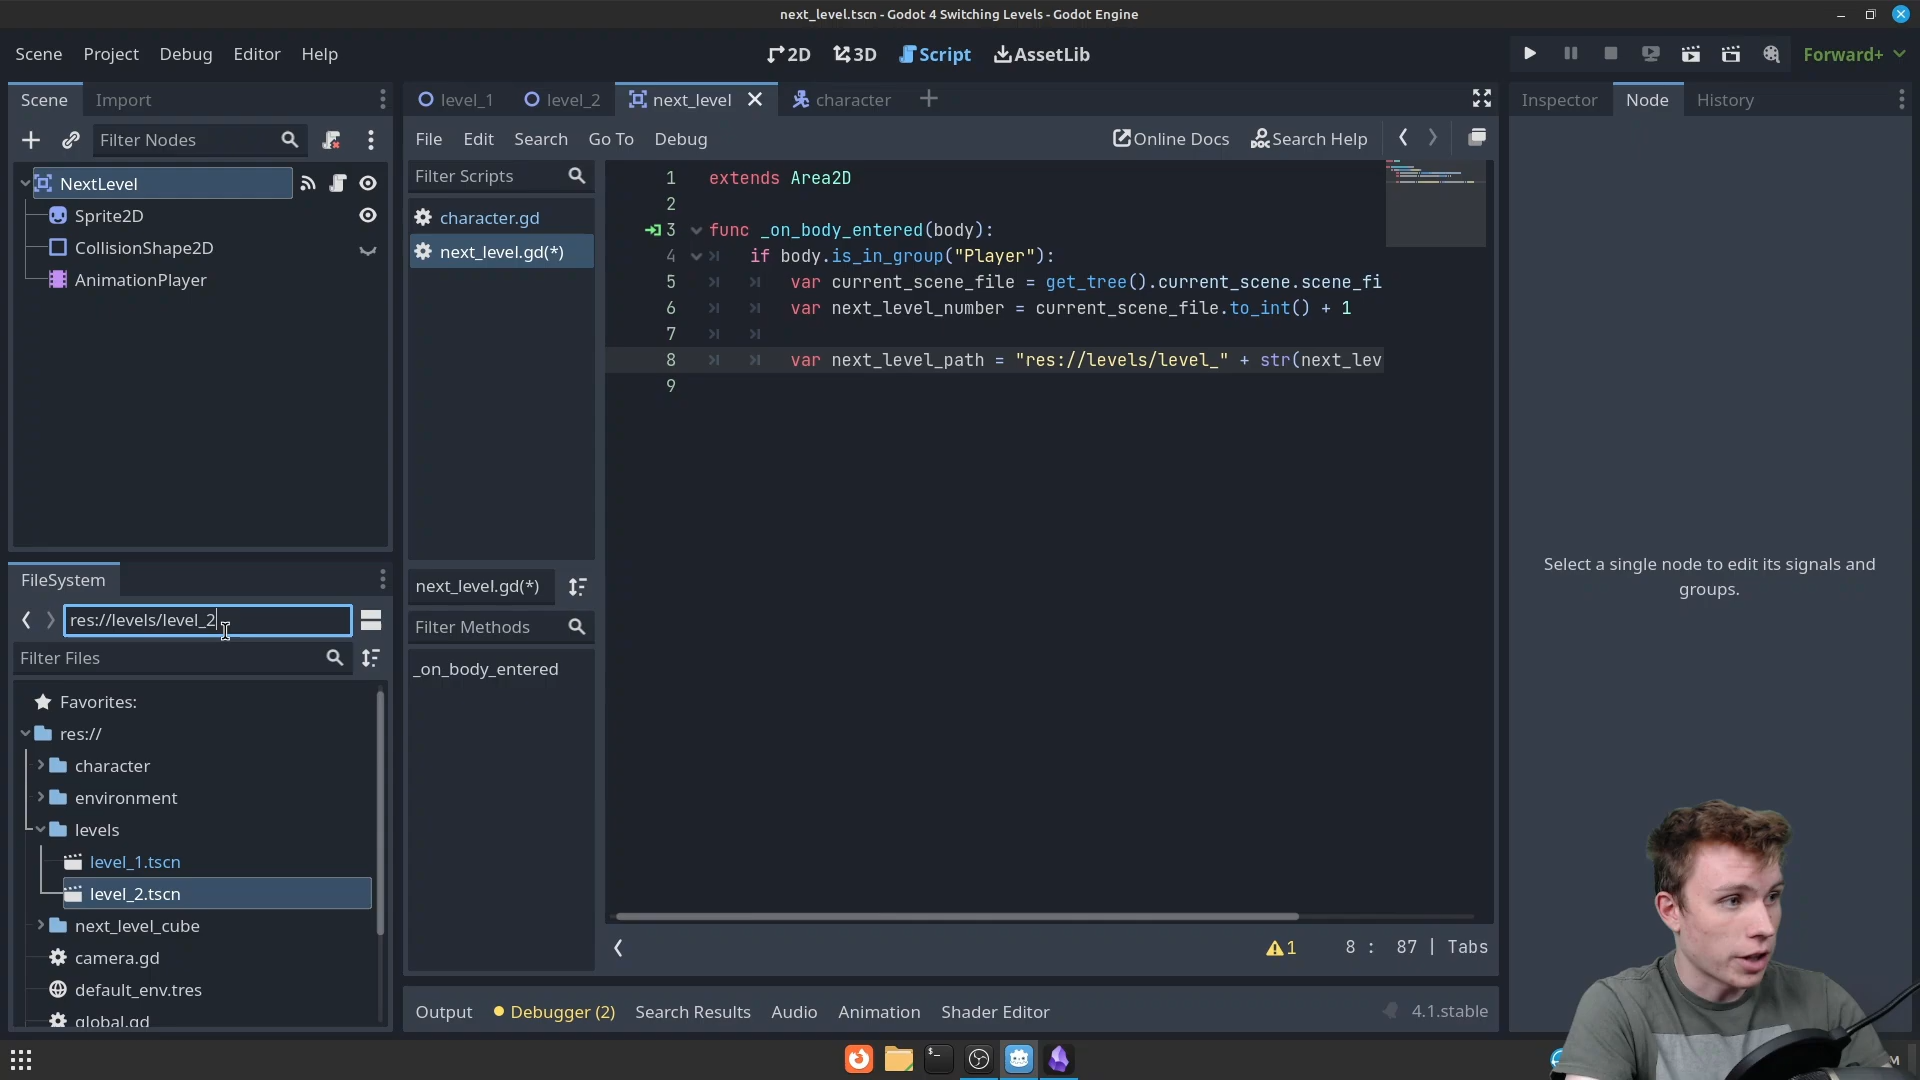 next_level.tscn - Godot 4 Switching Levels - Godot Engine
Scene Project Debug Editor Help
2D 3D Script AssetLib
Forward+
Scene Import
level_1 level_2 next_level character
Inspector Node History
Filter Nodes
File Edit Search Go To Debug
Online Docs Search Help
NextLevel
Sprite2D
CollisionShape2D
AnimationPlayer
Filter Scripts
character.gd
next_level.gd(*)
1 extends Area2D
2
3 func _on_body_entered(body):
4 if body.is_in_group("Player"):
5 var current_scene_file = get_tree().current_scene.scene_fi
6 var next_level_number = current_scene_file.to_int() + 1
7
8 var next_level_path = "res://levels/level_" + str(next_lev
9
next_level.gd(*)
Filter Methods
_on_body_entered
Select a single node to edit its signals and
groups.
FileSystem
res://levels/level_2
Filter Files
Favorites:
res://
character
environment
levels
level_1.tscn
level_2.tscn
next_level_cube
camera.gd
default_env.tres
global.gd
1 8 : 87 | Tabs
Output Debugger (2) Search Results Audio Animation Shader Editor
4.1.stable